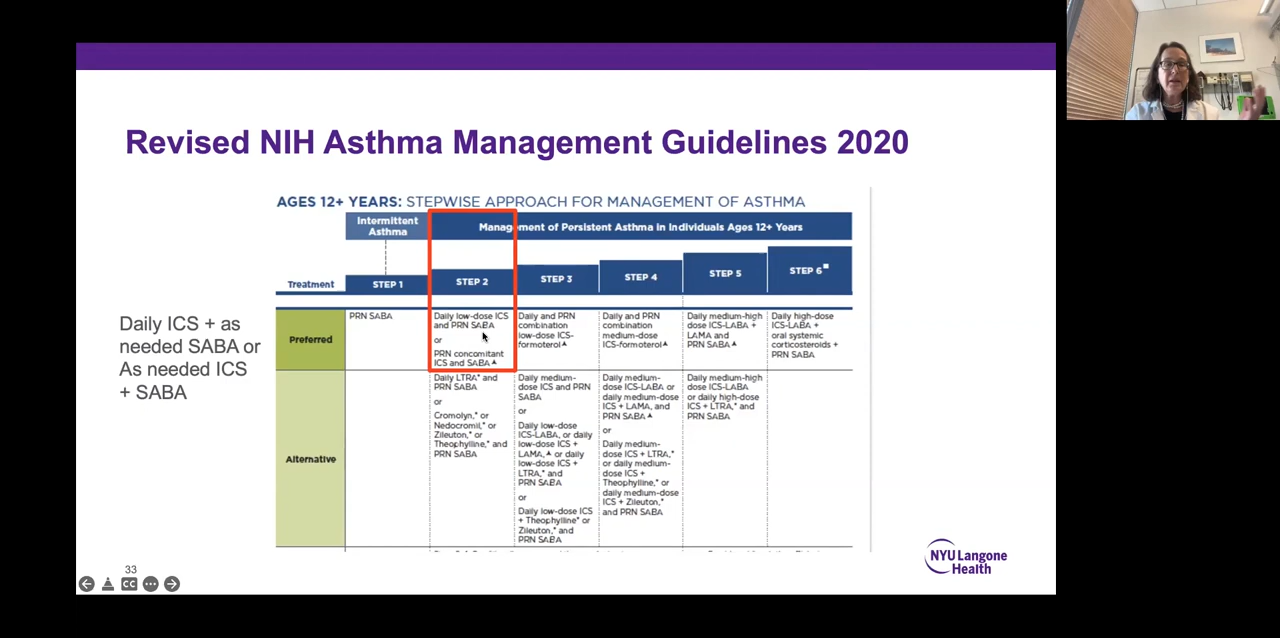 Revised NIH Asthma Management Guidelines 2020
AGES 12+ YEARS: STEPWISE APPROACH FOR MANAGEMENT OF ASTHMA
Intermittent
Asthma
Management of Persistent Asthma in Individuals Ages 12+ Years
Treatment
STEP 1
STEP 2
STEP 3
STEP 4
STEP 5
STEP 6
Daily ICS + as
needed SABA or
As needed ICS
+ SABA
Preferred
PRN SABA
Daily low-dose ICS
and PRN SABA
or
PRN concomitant
ICS and SABA▲
Daily and PRN
combination
low-dose ICS-
formoterol▲
Daily and PRN
combination
medium-dose
ICS-formoterol▲
Daily medium-high
dose ICS-LABA +
LAMA and
PRN SABA▲
Daily high-dose
ICS-LABA +
oral systemic
corticosteroids +
PRN SABA
Alternative
Daily LTRA* and
PRN SABA
or
Cromolyn,* or
Nedocromil,* or
Zileuton,* or
Theophylline,* and
PRN SABA
Daily medium-
dose ICS and PRN
SABA
or
Daily low-dose
ICS-LABA, or daily
low-dose ICS +
LAMA,▲ or daily
low-dose ICS +
LTRA,* and
PRN SABA
or
Daily low-dose ICS
+ Theophylline* or
Zileuton,* and
PRN SABA
Daily medium-
dose ICS-LABA or
daily medium-dose
ICS + LAMA, and
PRN SABA▲
or
Daily medium-
dose ICS + LTRA,*
or daily medium-
dose ICS +
Theophylline,* or
daily medium-dose
ICS + Zileuton,*
and PRN SABA
Daily medium-high
dose ICS-LABA
or daily high-dose
ICS + LTRA,* and
PRN SABA
33
CC
NYU Langone
Health